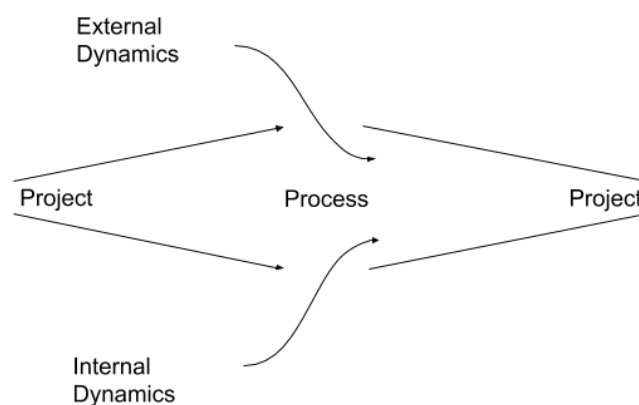 External
Dynamics
Project
Process
Project
Internal
Dynamics